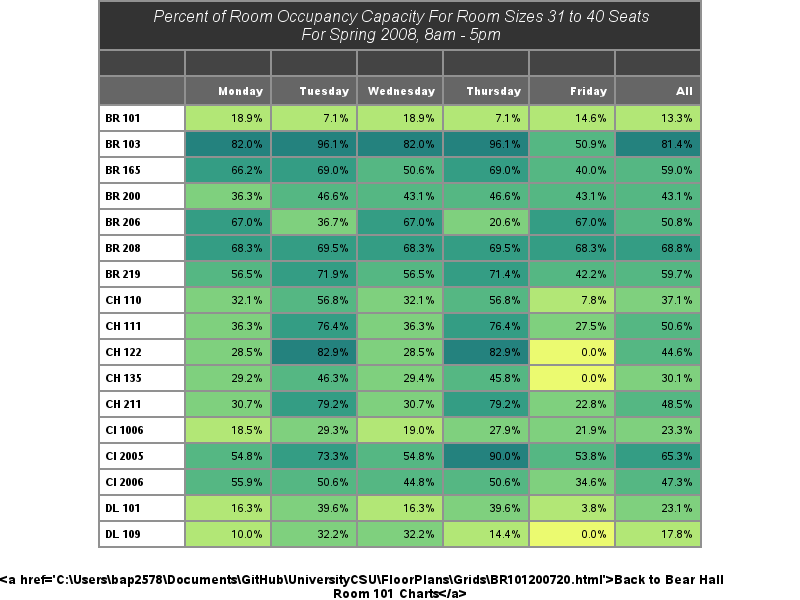 Percent of Room Occupancy Capacity For Room Sizes 31 to 40 Seats
For Spring 2008, 8am - 5pm
Monday Tuesday Wednesday Thursday Friday All
BR 101 18.9% 7.1% 18.9% 7.1% 14.6% 13.3%
BR 103 82.0% 96.1% 82.0% 96.1% 50.9% 81.4%
BR 165 66.2% 69.0% 50.6% 69.0% 40.0% 59.0%
BR 200 36.3% 46.6% 43.1% 46.6% 43.1% 43.1%
BR 206 67.0% 36.7% 67.0% 20.6% 67.0% 50.8%
BR 208 68.3% 69.5% 68.3% 69.5% 68.3% 68.8%
BR 219 56.5% 71.9% 56.5% 71.4% 42.2% 59.7%
CH 110 32.1% 56.8% 32.1% 56.8% 7.8% 37.1%
CH 111 36.3% 76.4% 36.3% 76.4% 27.5% 50.6%
CH 122 28.5% 82.9% 28.5% 82.9% 0.0% 44.6%
CH 135 29.2% 46.3% 29.4% 45.8% 0.0% 30.1%
CH 211 30.7% 79.2% 30.7% 79.2% 22.8% 48.5%
CI 1006 18.5% 29.3% 19.0% 27.9% 21.9% 23.3%
CI 2005 54.8% 73.3% 54.8% 90.0% 53.8% 65.3%
CI 2006 55.9% 50.6% 44.8% 50.6% 34.6% 47.3%
DL 101 16.3% 39.6% 16.3% 39.6% 3.8% 23.1%
DL 109 10.0% 32.2% 32.2% 14.4% 0.0% 17.8%
<a href='C:\Users\bap2578\Documents\GitHub\UniversityCSU\FloorPlans\Grids\BR101200720.html'>Back to Bear Hall
Room 101 Charts</a>